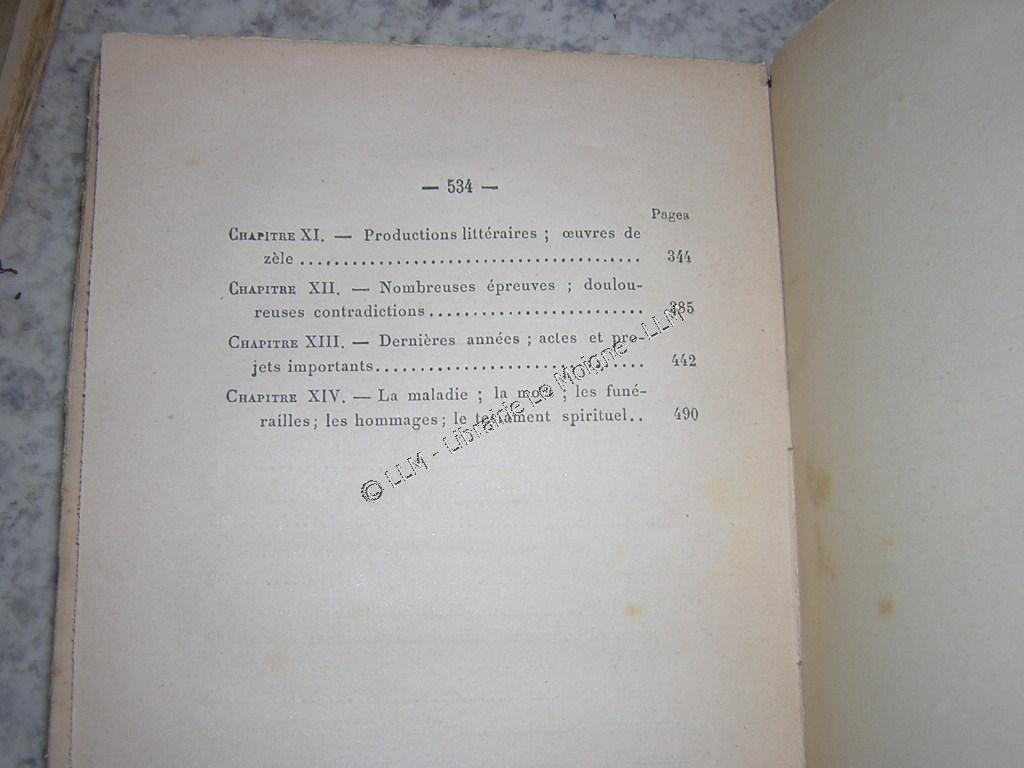 — 534 —
Pages
CHAPITRE XI. — Productions littéraires ; œuvres de
zèle ....................................... 344
CHAPITRE XII. — Nombreuses épreuves ; doulou-
reuses contradictions ........................ 385
CHAPITRE XIII. — Dernières années ; actes et pro-
jets importants .............................. 442
CHAPITRE XIV. — La maladie ; la mort ; les funé-
railles ; les hommages ; le testament spirituel .. 490
© LLM - Librairie Le Moigne - LLM